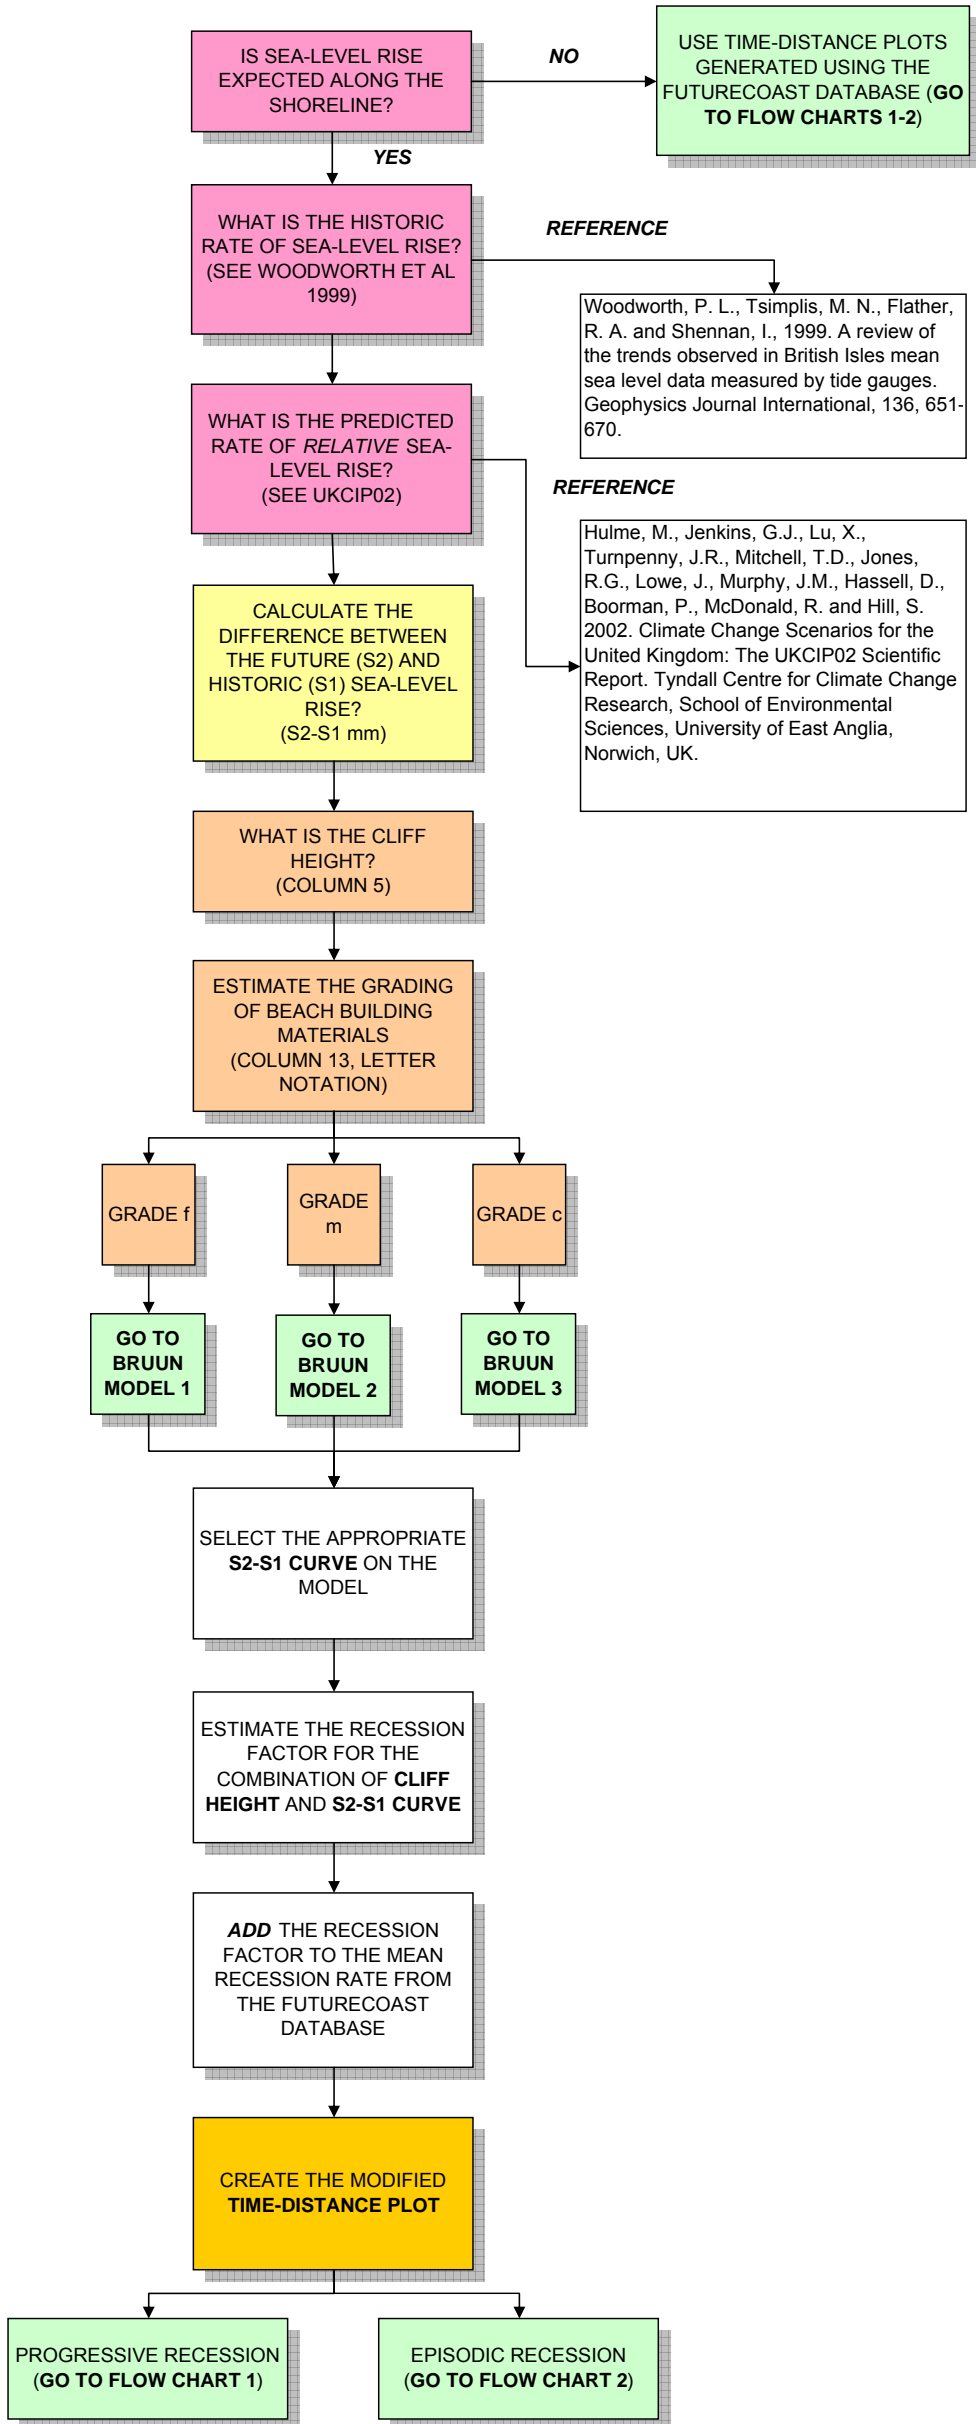 IS SEA-LEVEL RISE
EXPECTED ALONG THE
SHORELINE?
NO
USE TIME-DISTANCE PLOTS
GENERATED USING THE
FUTURECOAST DATABASE (GO
TO FLOW CHARTS 1-2)
YES
WHAT IS THE HISTORIC
RATE OF SEA-LEVEL RISE?
(SEE WOODWORTH ET AL
1999)
REFERENCE
Woodworth, P. L., Tsimplis, M. N., Flather,
R. A. and Shennan, I., 1999. A review of
the trends observed in British Isles mean
sea level data measured by tide gauges.
Geophysics Journal International, 136, 651-
670.
WHAT IS THE PREDICTED
RATE OF RELATIVE SEA-
LEVEL RISE?
(SEE UKCIP02)
REFERENCE
Hulme, M., Jenkins, G.J., Lu, X.,
Turnpenny, J.R., Mitchell, T.D., Jones,
R.G., Lowe, J., Murphy, J.M., Hassell, D.,
Boorman, P., McDonald, R. and Hill, S.
2002. Climate Change Scenarios for the
United Kingdom: The UKCIP02 Scientific
Report. Tyndall Centre for Climate Change
Research, School of Environmental
Sciences, University of East Anglia,
Norwich, UK.
CALCULATE THE
DIFFERENCE BETWEEN
THE FUTURE (S2) AND
HISTORIC (S1) SEA-LEVEL
RISE?
(S2-S1 mm)
WHAT IS THE CLIFF
HEIGHT?
(COLUMN 5)
ESTIMATE THE GRADING
OF BEACH BUILDING
MATERIALS
(COLUMN 13, LETTER
NOTATION)
GRADE f
GRADE
m
GRADE c
GO TO
BRUUN
MODEL 1
GO TO
BRUUN
MODEL 2
GO TO
BRUUN
MODEL 3
SELECT THE APPROPRIATE
S2-S1 CURVE ON THE
MODEL
ESTIMATE THE RECESSION
FACTOR FOR THE
COMBINATION OF CLIFF
HEIGHT AND S2-S1 CURVE
ADD THE RECESSION
FACTOR TO THE MEAN
RECESSION RATE FROM
THE FUTURECOAST
DATABASE
CREATE THE MODIFIED
TIME-DISTANCE PLOT
PROGRESSIVE RECESSION
(GO TO FLOW CHART 1)
EPISODIC RECESSION
(GO TO FLOW CHART 2)